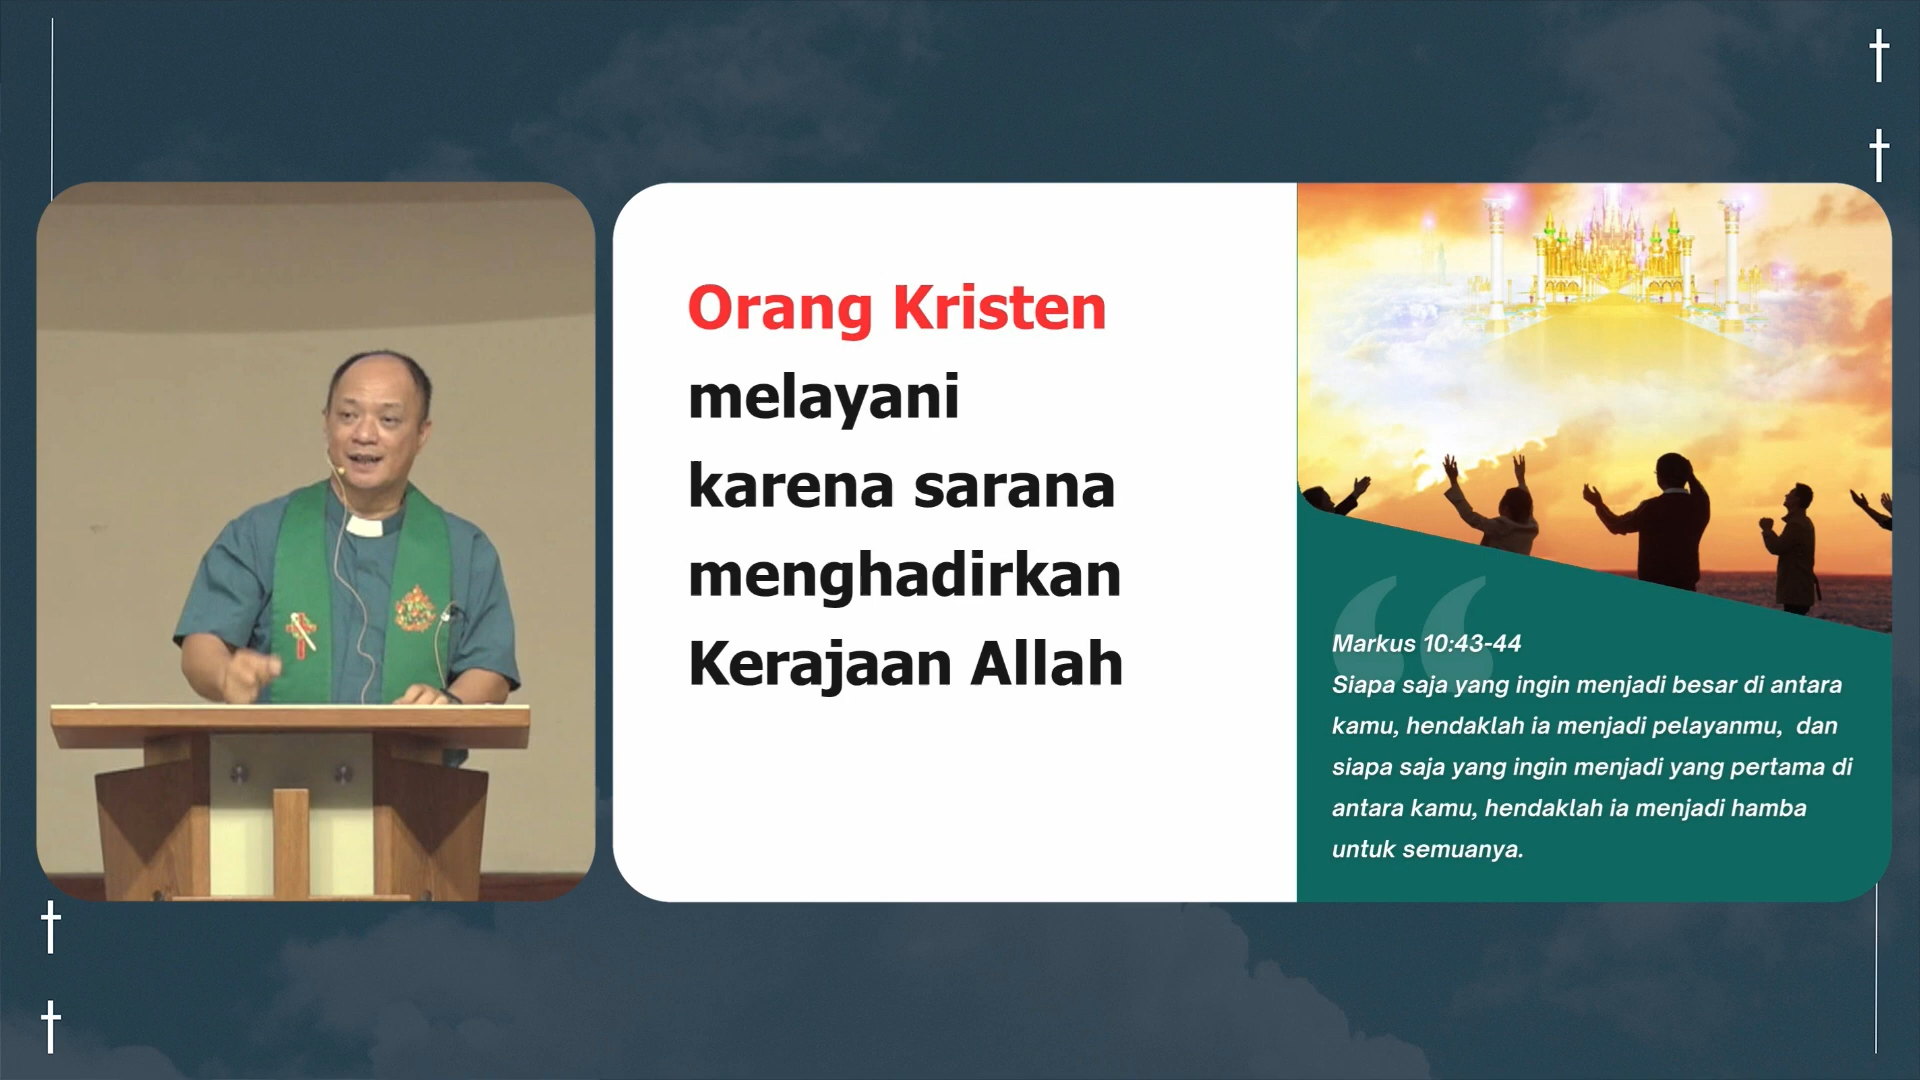 Orang Kristen
melayani
karena sarana
menghadirkan
Kerajaan Allah
Markus 10:43-44
Siapa saja yang ingin menjadi besar di antara
kamu, hendaklah ia menjadi pelayanmu,  dan
siapa saja yang ingin menjadi yang pertama di
antara kamu, hendaklah ia menjadi hamba
untuk semuanya.